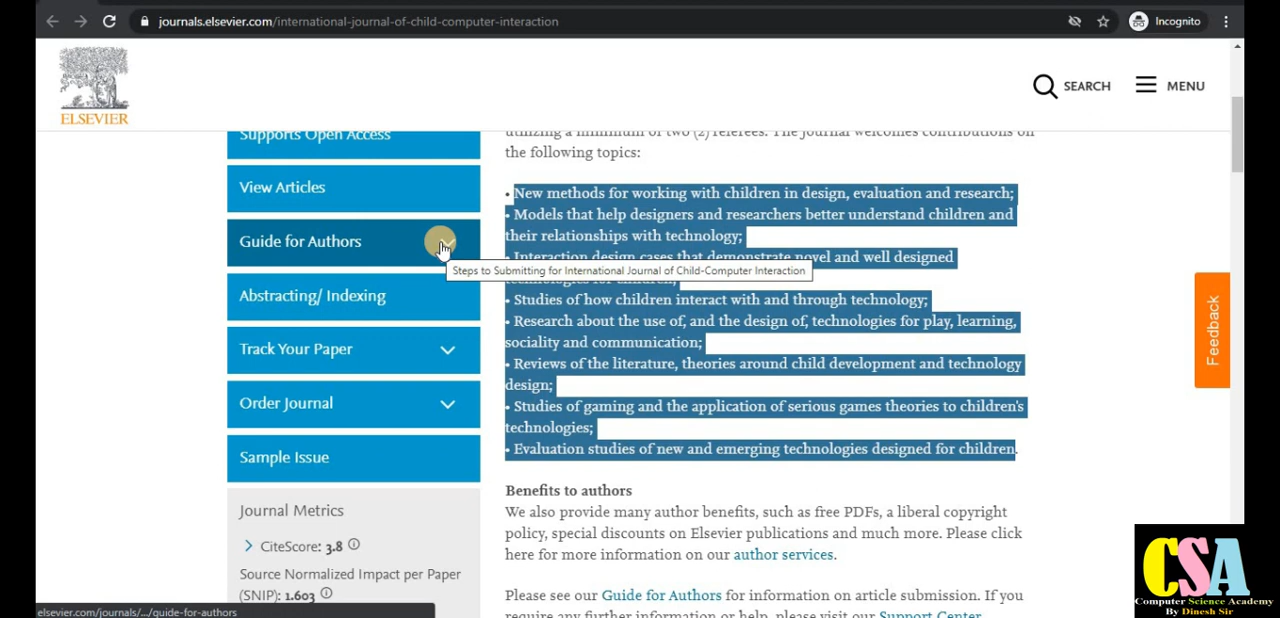 journals.elsevier.com/international-journal-of-child-computer-interaction
Incognito
ELSEVIER
SEARCH
MENU
Supports Open Access
View Articles
Guide for Authors
Abstracting/ Indexing
Track Your Paper
Order Journal
Sample Issue
Journal Metrics
CiteScore: 3.8
Source Normalized Impact per Paper
(SNIP): 1.603
utilizing a minimum of two (2) referees. The journal welcomes contributions on
the following topics:
• New methods for working with children in design, evaluation and research;
• Models that help designers and researchers better understand children and
their relationships with technology;
• Interaction design cases that demonstrate novel and well designed
Steps to Submitting for International Journal of Child-Computer Interaction
technologies for children;
• Studies of how children interact with and through technology;
• Research about the use of, and the design of, technologies for play, learning,
sociality and communication;
• Reviews of the literature, theories around child development and technology
design;
• Studies of gaming and the application of serious games theories to children's
technologies;
• Evaluation studies of new and emerging technologies designed for children.
Benefits to authors
We also provide many author benefits, such as free PDFs, a liberal copyright
policy, special discounts on Elsevier publications and much more. Please click
here for more information on our author services.
Please see our Guide for Authors for information on article submission. If you
require any further information or help, please visit our Support Center
Feedback
elsevier.com/journals/.../guide-for-authors
CSA
Computer Science Academy
By Dinesh Sir